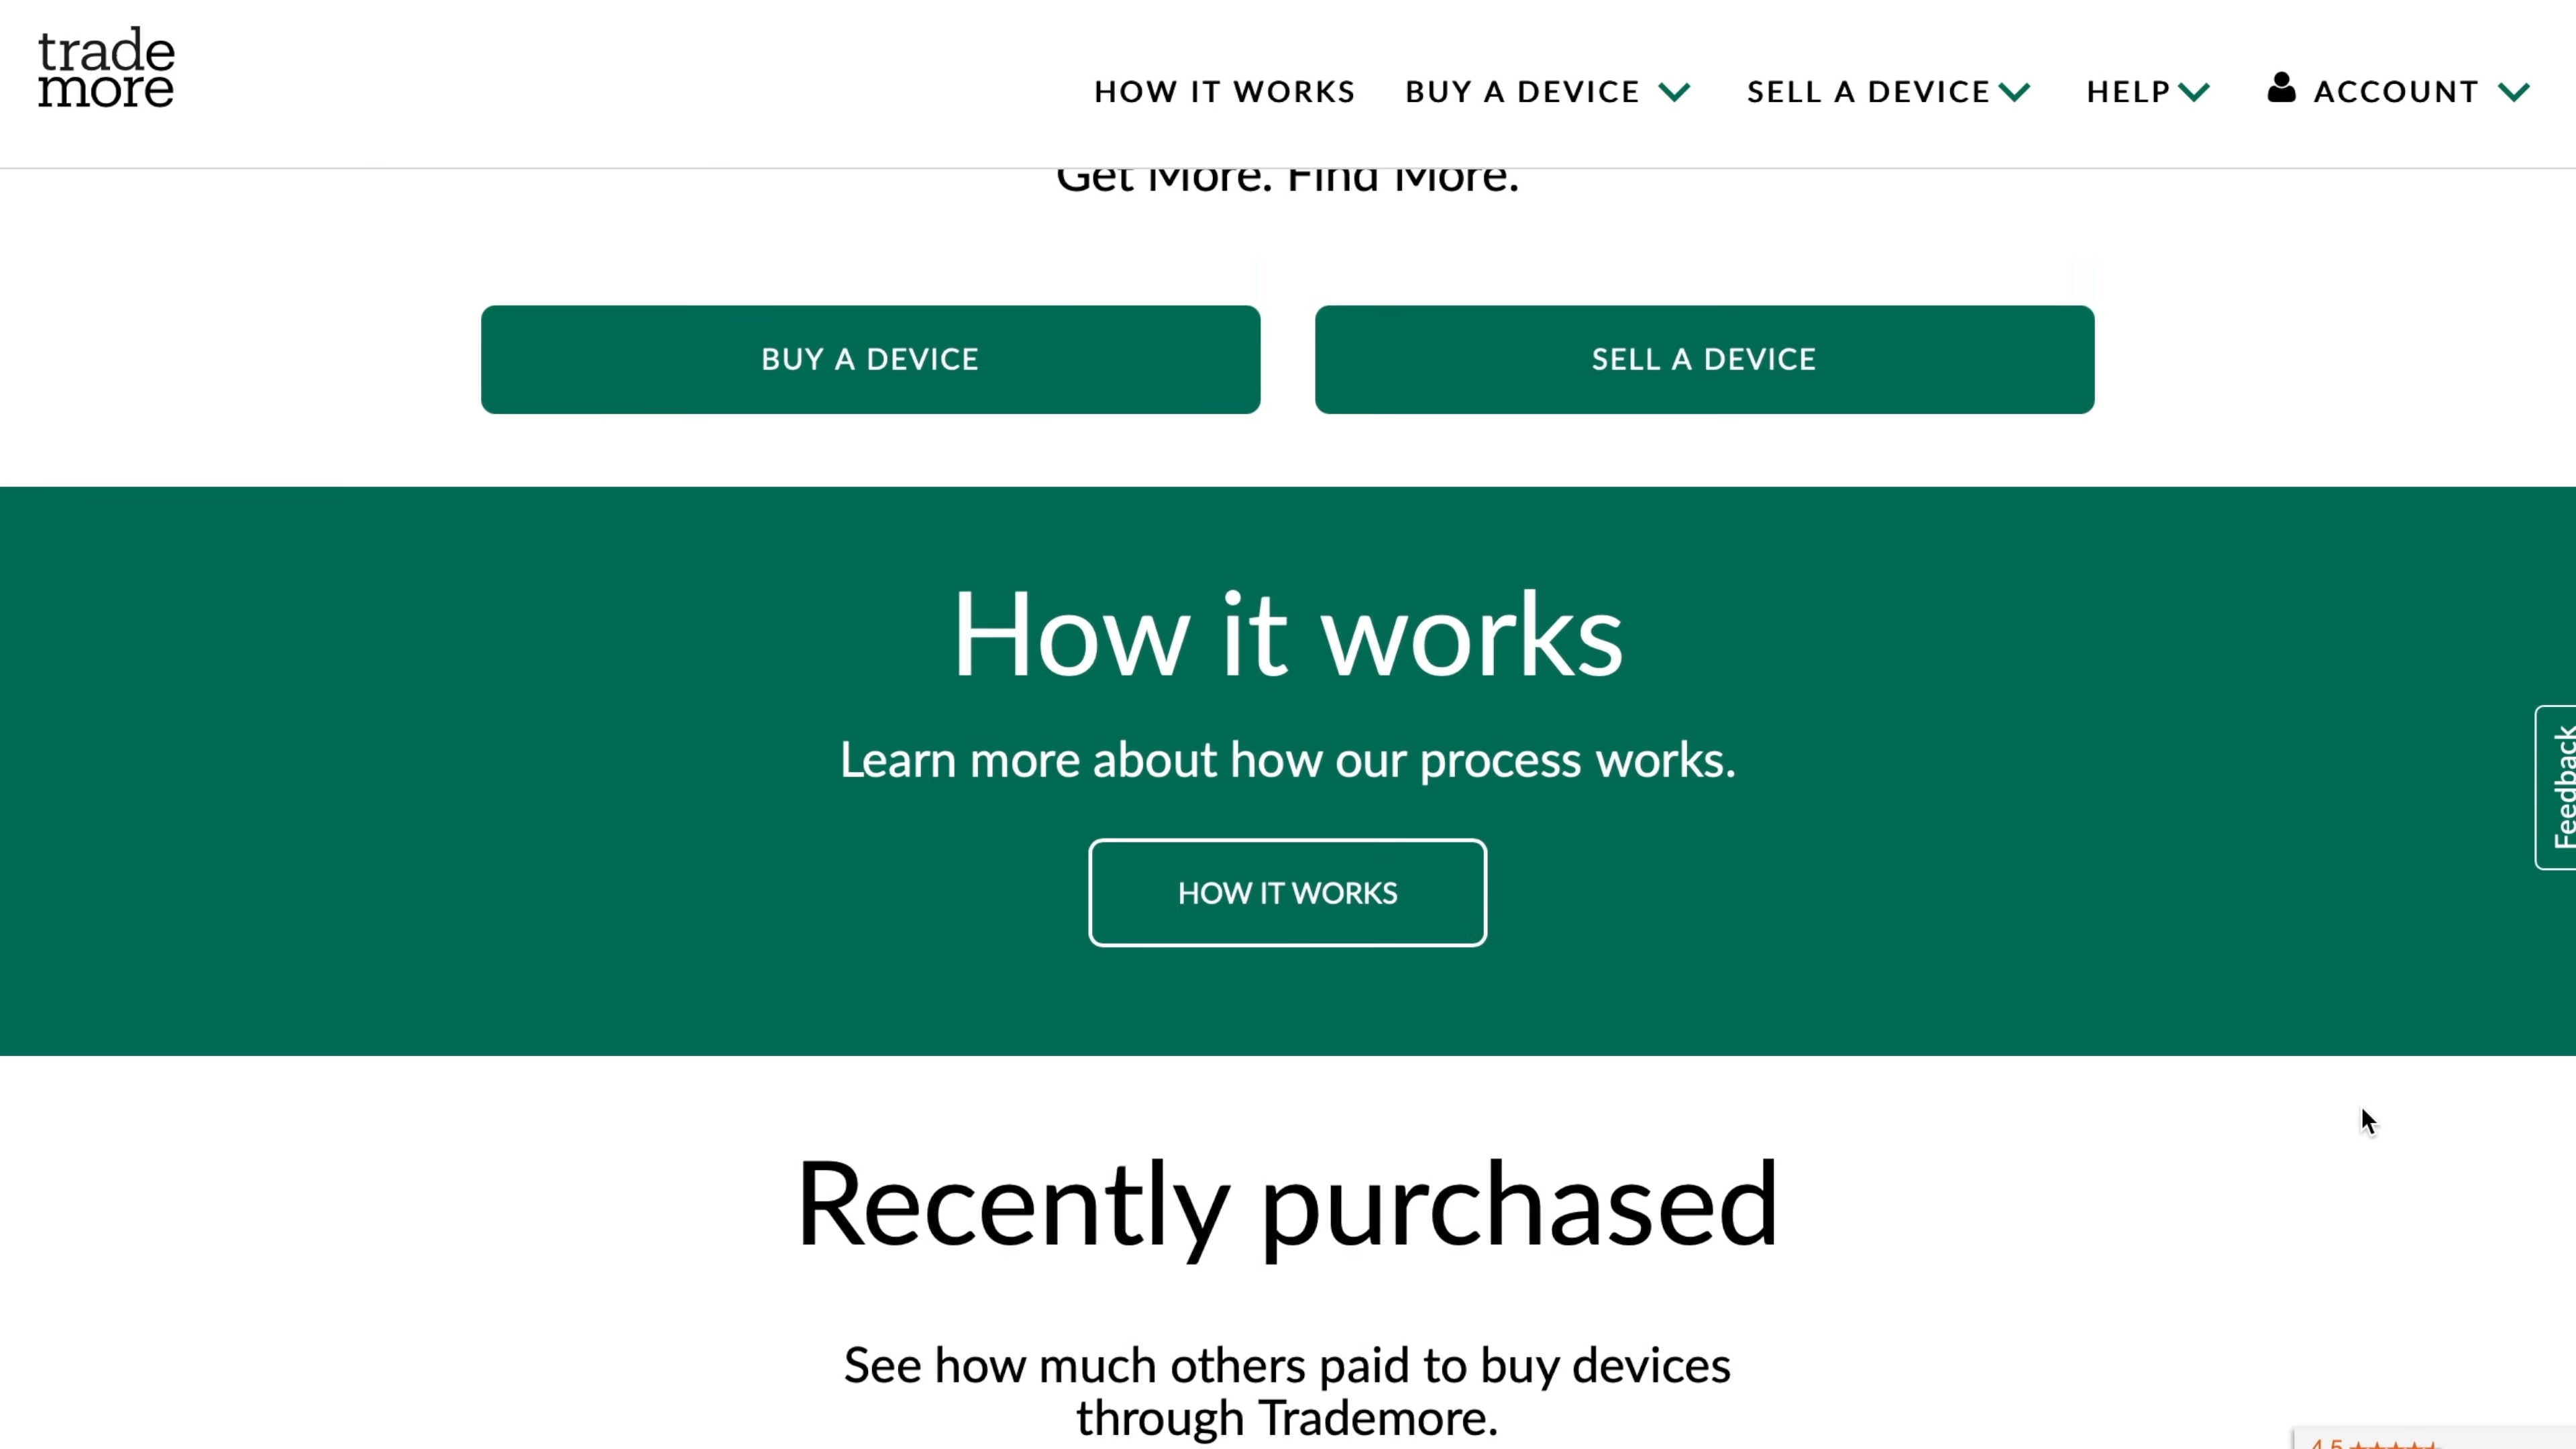 trade
more
HOW IT WORKS
BUY A DEVICE
SELL A DEVICE
HELP
ACCOUNT
Get More. Find More.
BUY A DEVICE
SELL A DEVICE
How it works
Learn more about how our process works.
HOW IT WORKS
Feedback
Recently purchased
See how much others paid to buy devices
through Trademore.
4.5